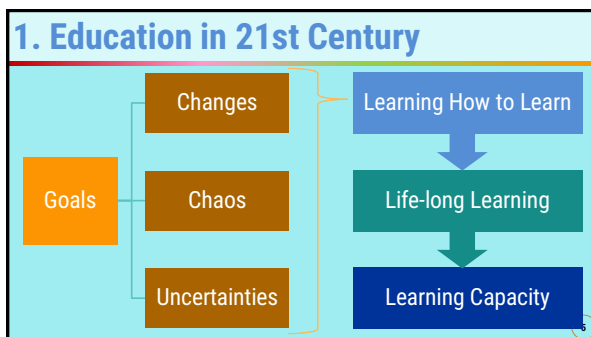 1. Education in 21st Century
Goals
Changes
Chaos
Uncertainties
Learning How to Learn
Life-long Learning
Learning Capacity